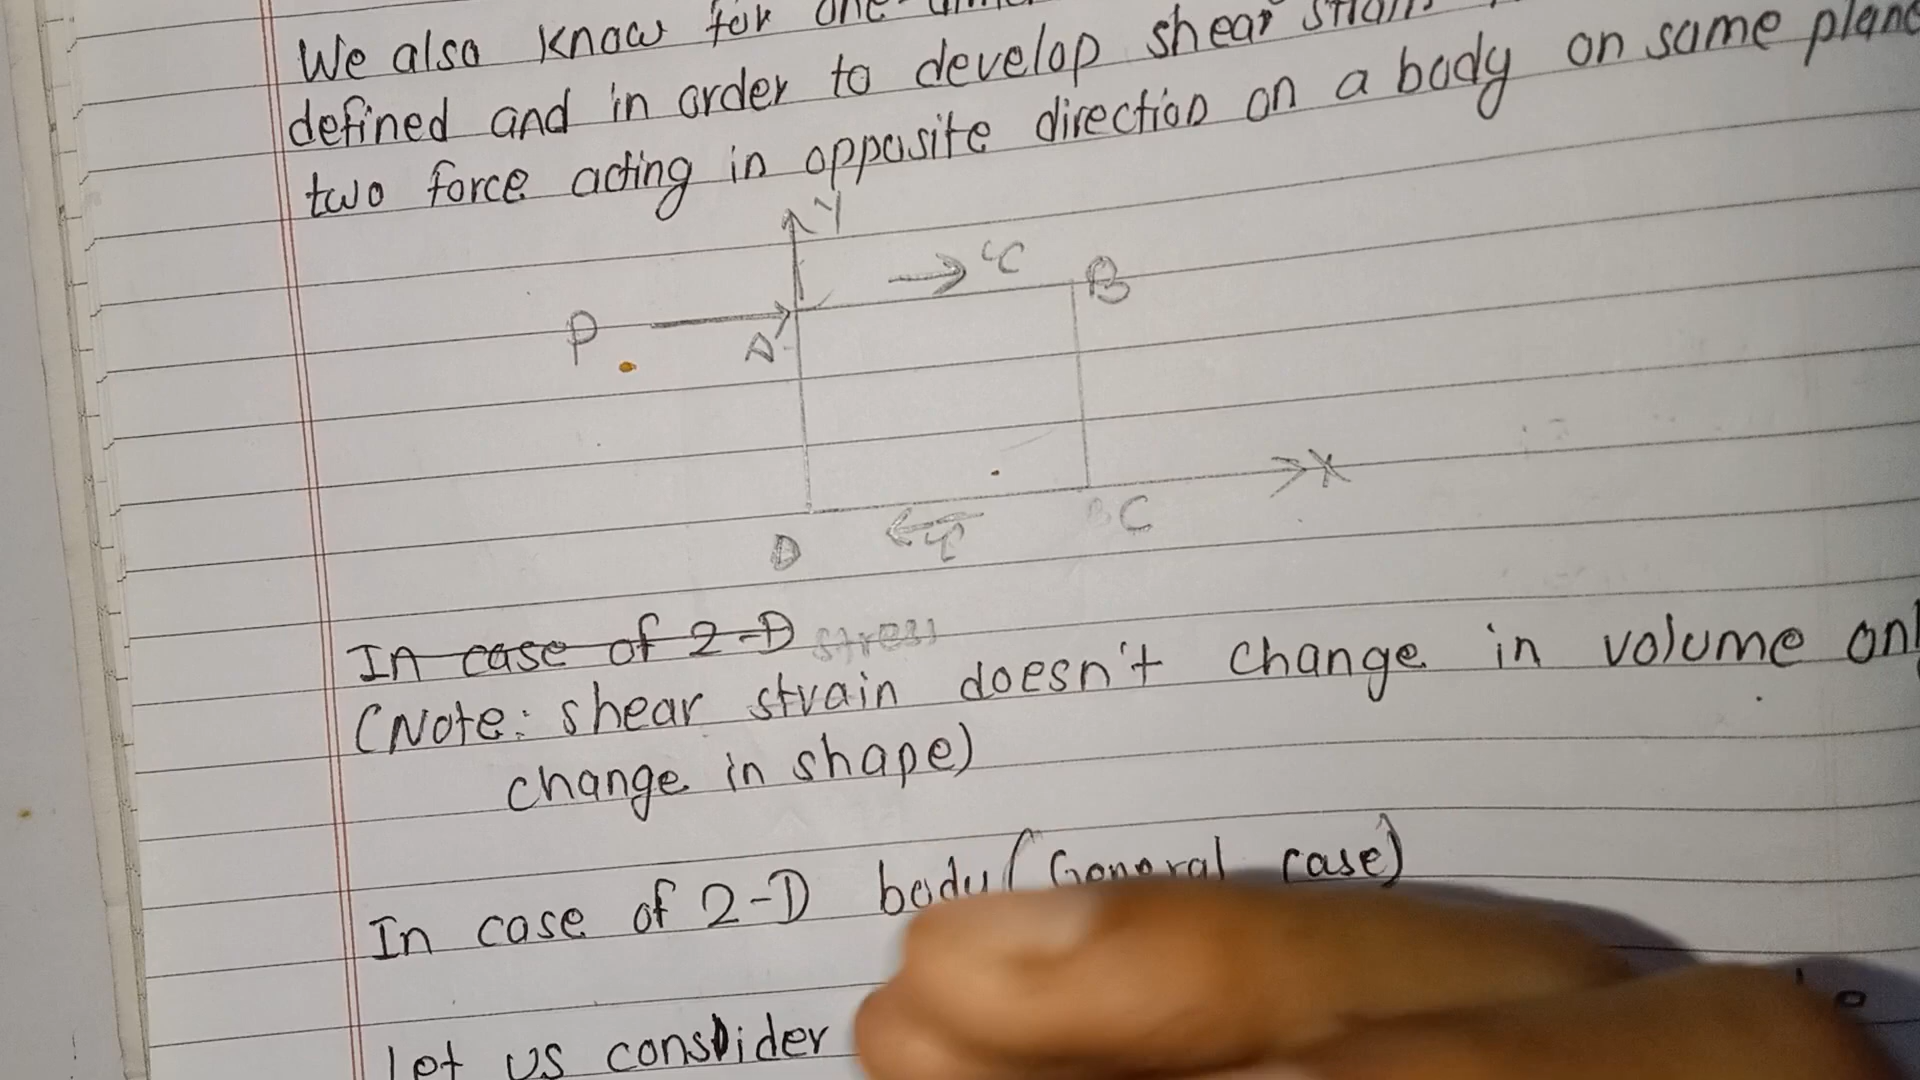 We also know for one
defined and in order to develop shear strain
two force acting in opposite direction on a body on same plane
Y
τ
B
P
A
X
C
D
τ
In case of 2-D stress
(Note: shear strain doesn't change in volume
change in shape)
In case of 2-D body (General case)
let us consider